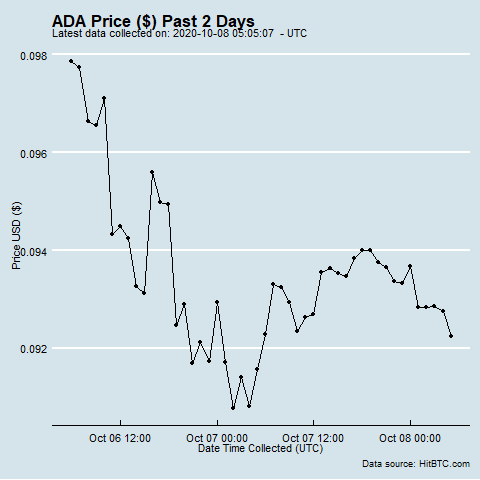 ADA Price ($) Past 2 Days
Latest data collected on: 2020-10-08 05:05:07 - UTC
0.098
0.096
0.094
0.092
Price USD ($)
Oct 06 12:00
Oct 07 00:00
Oct 07 12:00
Oct 08 00:00
Date Time Collected (UTC)
Data source: HitBTC.com